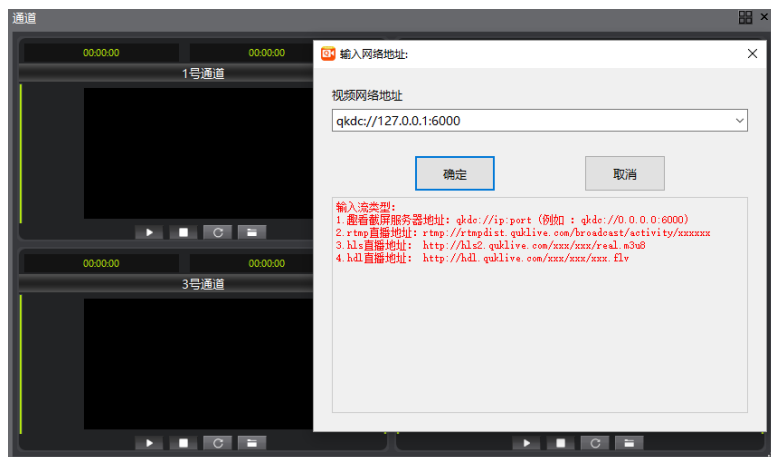 通道
00:00:00
00:00:00
1号通道
00:00:00
00:00:00
3号通道
输入网络地址:
视频网络地址
qkdc://127.0.0.1:6000
确定
取消
输入流类型:
1.趣看截屏服务器地址: qkdc://ip:port (例如 : qkdc://0.0.0.0:6000)
2.rtmp直播地址: rtmp://rtmpdist.quklive.com/broadcast/activity/xxxxxx
3.hls直播地址: http://hls2.quklive.com/xxx/xxx/real.m3u8
4.hdl直播地址: http://hdl.quklive.com/xxx/xxx/xxx.flv